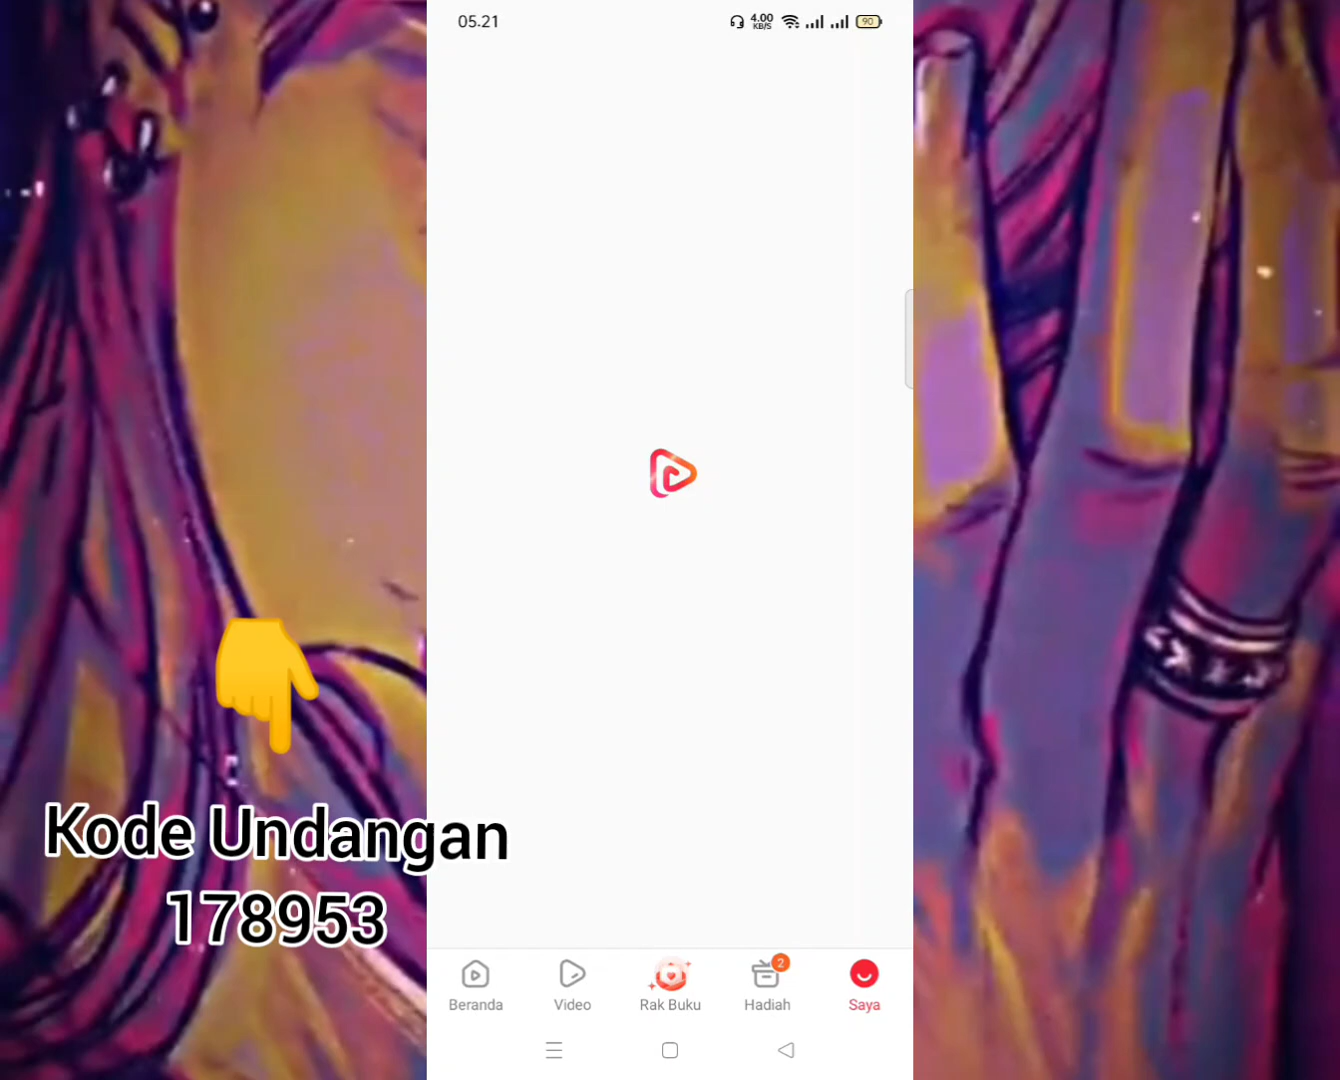 05.21
4.00
KB/S
90
Kode Undangan
178953
2
Beranda
Video
Rak Buku
Hadiah
Saya